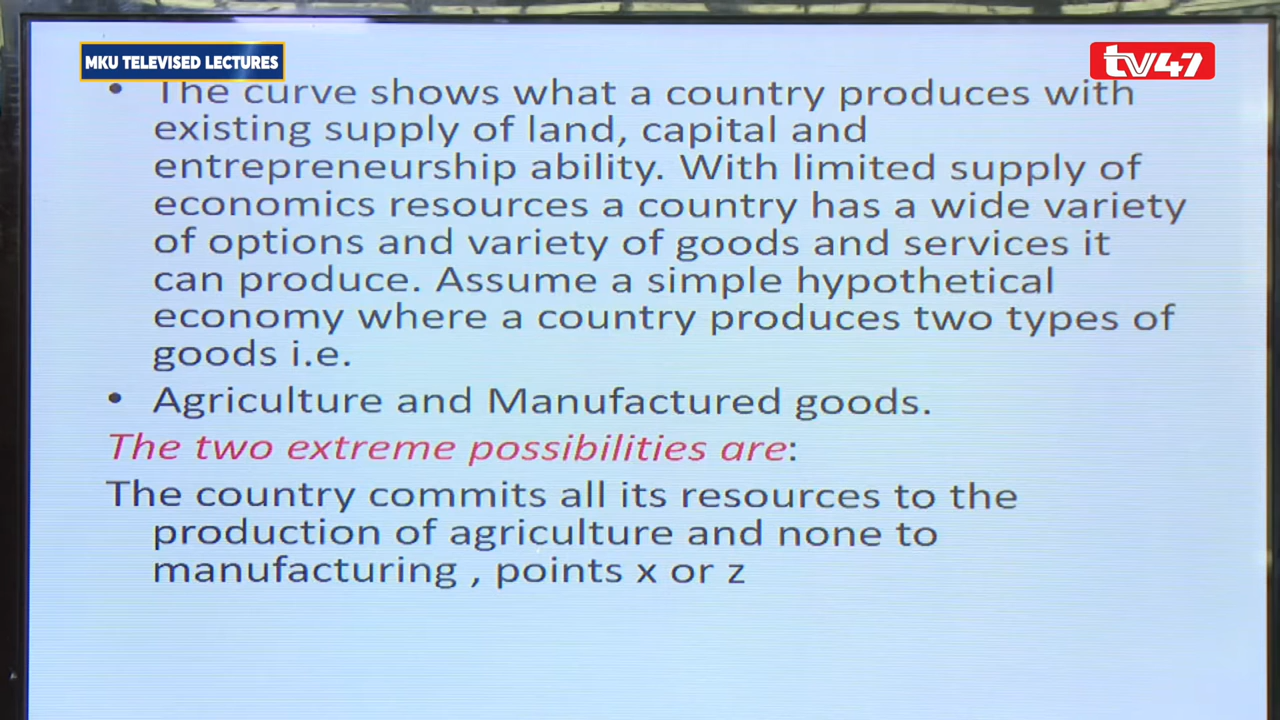 MKU TELEVISED LECTURES
tv47
• The curve shows what a country produces with
existing supply of land, capital and
entrepreneurship ability. With limited supply of
economics resources a country has a wide variety
of options and variety of goods and services it
can produce. Assume a simple hypothetical
economy where a country produces two types of
goods i.e.
• Agriculture and Manufactured goods.
The two extreme possibilities are:
The country commits all its resources to the
production of agriculture and none to
manufacturing , points x or z